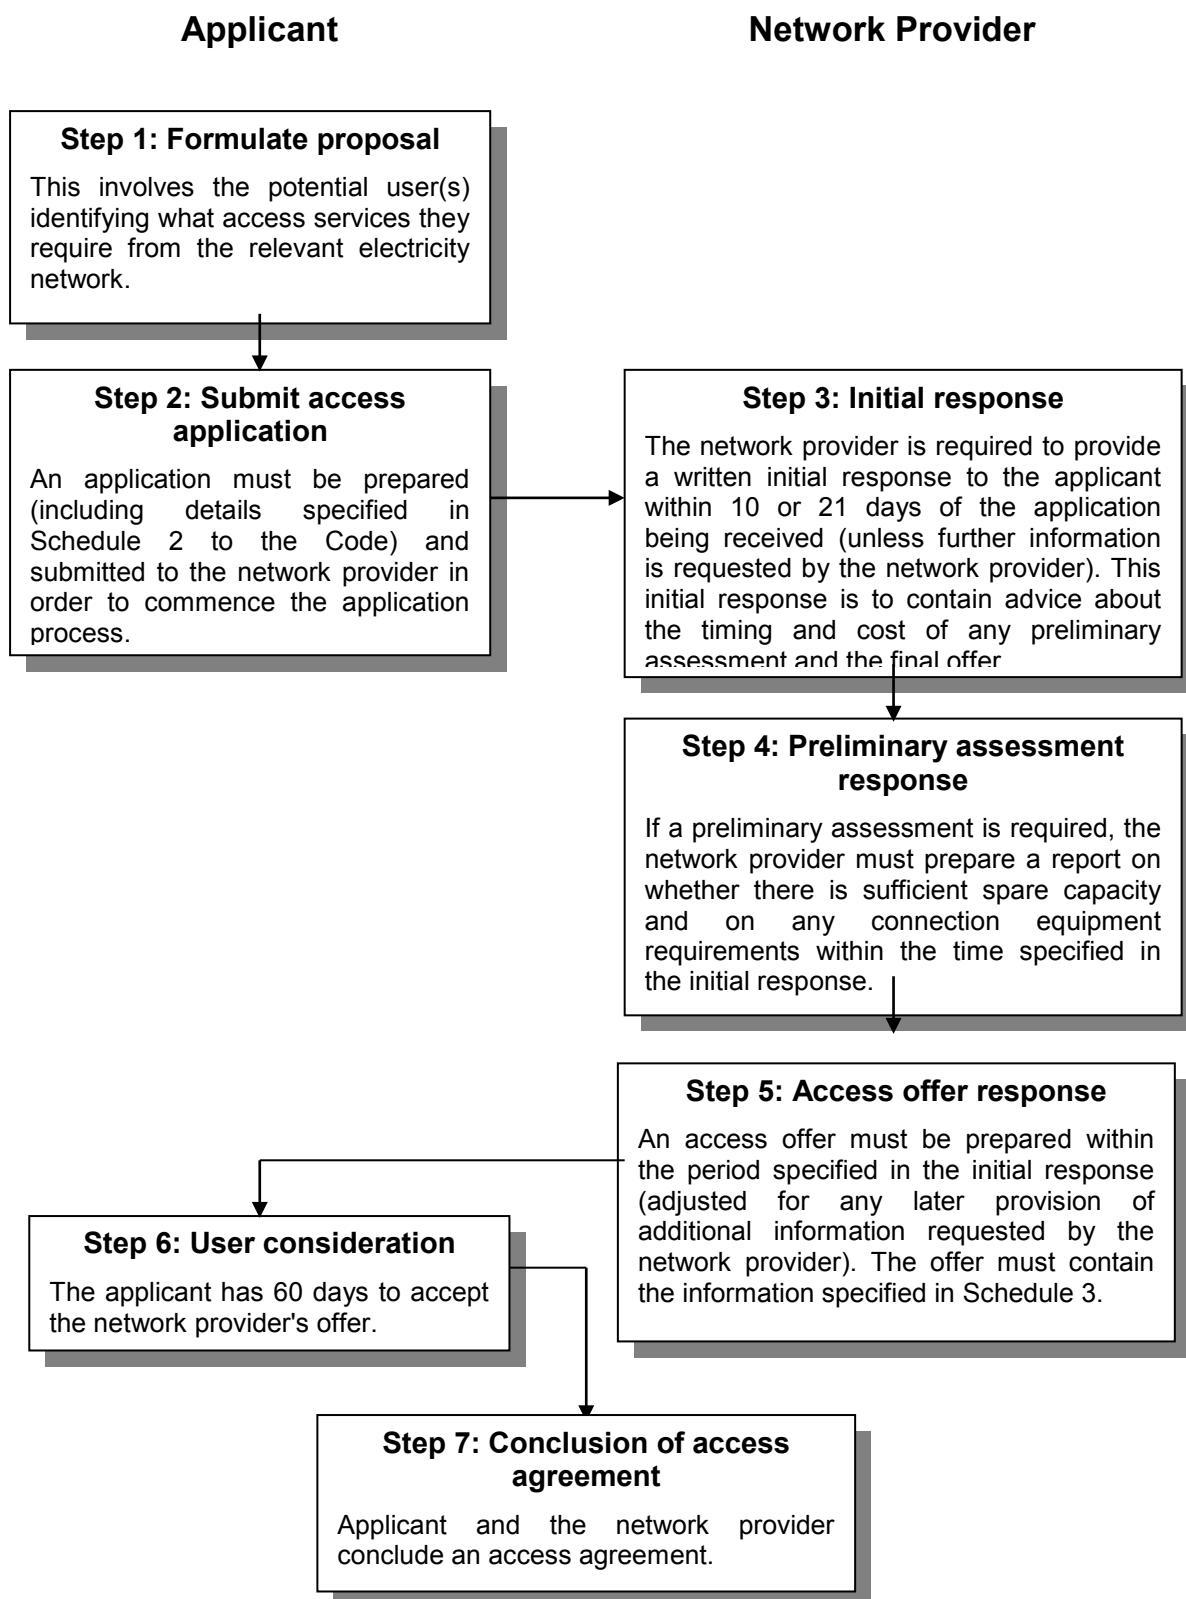 Applicant
Network Provider
Step 1: Formulate proposal
This involves the potential user(s)
identifying what access services they
require from the relevant electricity
network.
Step 2: Submit access
application
An application must be prepared
(including details specified in
Schedule 2 to the Code) and
submitted to the network provider in
order to commence the application
process.
Step 3: Initial response
The network provider is required to provide
a written initial response to the applicant
within 10 or 21 days of the application
being received (unless further information
is requested by the network provider). This
initial response is to contain advice about
the timing and cost of any preliminary
assessment and the final offer
Step 4: Preliminary assessment
response
If a preliminary assessment is required, the
network provider must prepare a report on
whether there is sufficient spare capacity
and on any connection equipment
requirements within the time specified in
the initial response.
Step 5: Access offer response
An access offer must be prepared within
the period specified in the initial response
(adjusted for any later provision of
additional information requested by the
network provider). The offer must contain
the information specified in Schedule 3.
Step 6: User consideration
The applicant has 60 days to accept
the network provider's offer.
Step 7: Conclusion of access
agreement
Applicant and the network provider
conclude an access agreement.